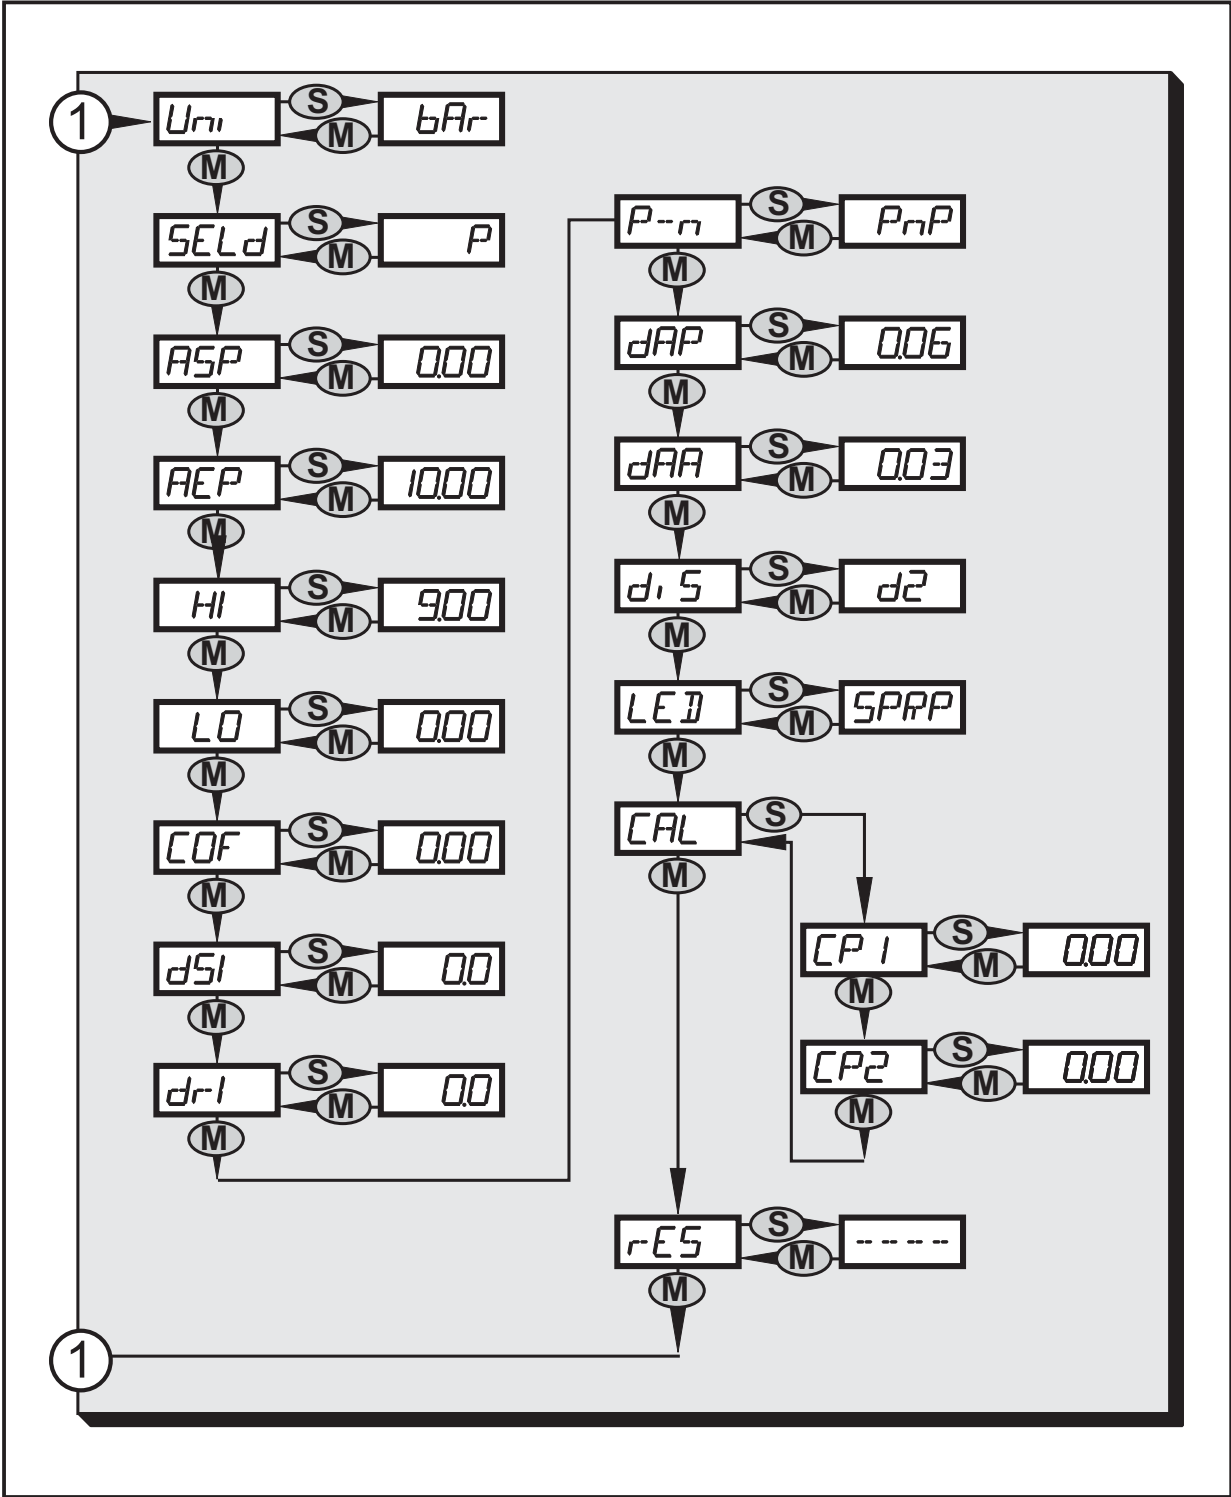 1
Uni S bAr
M
M
SELd S P
M
M
ASP S 0.00
M
M
AEP S 10.00
M
M
HI S 9.00
M
M
LO S 0.00
M
M
COF S 0.00
M
M
dS1 S 0.0
M
M
dr1 S 0.0
M
M
P-n S PnP
M
M
dAP S 0.06
M
M
dAA S 0.03
M
M
diS S d2
M
M
LED S SPRP
M
M
CAL S
M
CP1 S 0.00
M
M
CP2 S 0.00
M
M
rES S ----
M
M
1